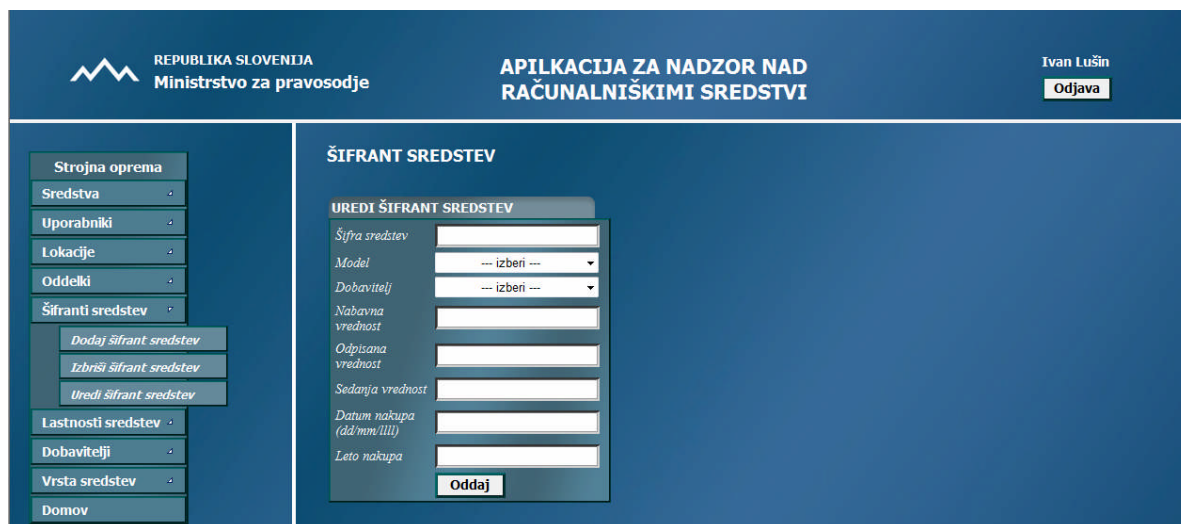 REPUBLIKA SLOVENIJA
Ministrstvo za pravosodje
APILKACIJA ZA NADZOR NAD
RAČUNALNIŠKIMI SREDSTVI
Ivan Lušin
Odjava
Strojna oprema
Sredstva
Uporabniki
Lokacije
Oddelki
Šifranti sredstev
Dodaj šifrant sredstev
Izbriši šifrant sredstev
Uredi šifrant sredstev
Lastnosti sredstev
Dobavitelji
Vrsta sredstev
Domov
ŠIFRANT SREDSTEV
UREDI ŠIFRANT SREDSTEV
Šifra sredstev
Model --- izberi ---
Dobavitelj --- izberi ---
Nabavna
vrednost
Odpisana
vrednost
Sedanja vrednost
Datum nakupa
(dd/mm/llll)
Leto nakupa
Oddaj